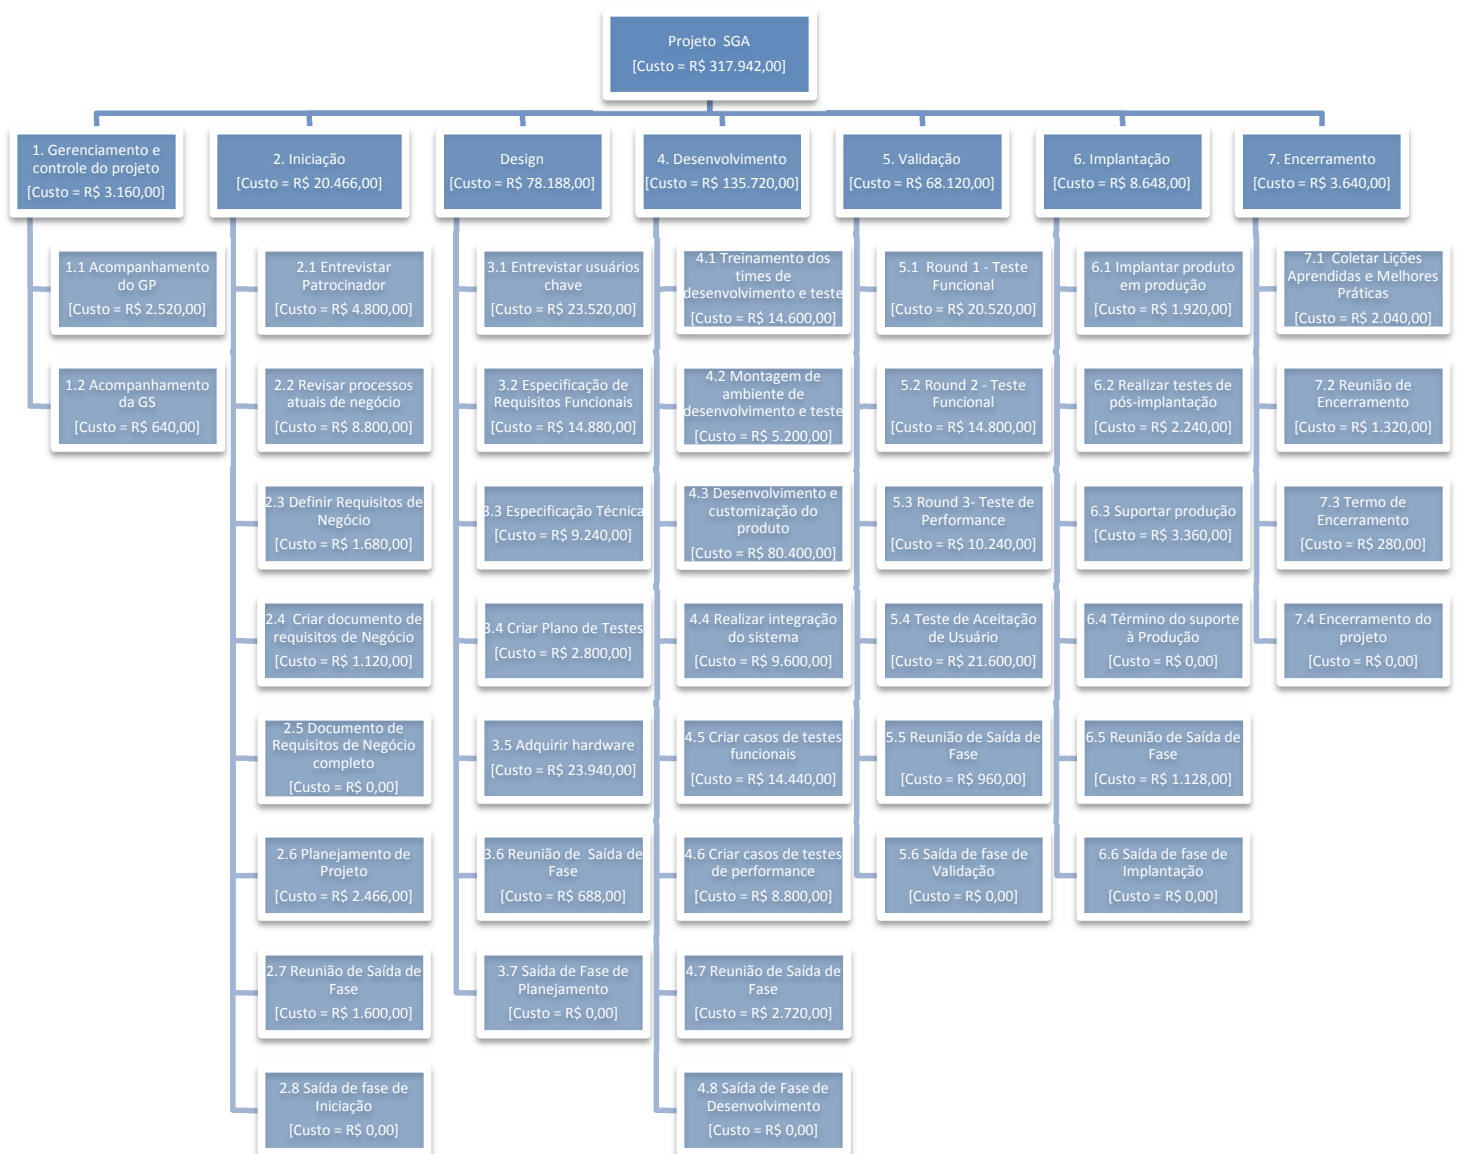 Projeto SGA
[Custo = R$ 317.942,00]
1. Gerenciamento e
controle do projeto
[Custo = R$ 3.160,00]
2. Iniciação
[Custo = R$ 20.466,00]
Design
[Custo = R$ 78.188,00]
4. Desenvolvimento
[Custo = R$ 135.720,00]
5. Validação
[Custo = R$ 68.120,00]
6. Implantação
[Custo = R$ 8.648,00]
7. Encerramento
[Custo = R$ 3.640,00]
1.1 Acompanhamento
do GP
[Custo = R$ 2.520,00]
1.2 Acompanhamento
da GS
[Custo = R$ 640,00]
2.1 Entrevistar
Patrocinador
[Custo = R$ 4.800,00]
2.2 Revisar processos
atuais de negócio
[Custo = R$ 8.800,00]
2.3 Definir Requisitos de
Negócio
[Custo = R$ 1.680,00]
2.4 Criar documento de
requisitos de Negócio
[Custo = R$ 1.120,00]
2.5 Documento de
Requisitos de Negócio
completo
[Custo = R$ 0,00]
2.6 Planejamento de
Projeto
[Custo = R$ 2.466,00]
2.7 Reunião de Saída de
Fase
[Custo = R$ 1.600,00]
2.8 Saída de fase de
Iniciação
[Custo = R$ 0,00]
3.1 Entrevistar usuários
chave
[Custo = R$ 23.520,00]
3.2 Especificação de
Requisitos Funcionais
[Custo = R$ 14.880,00]
3.3 Especificação Técnica
[Custo = R$ 9.240,00]
3.4 Criar Plano de Testes
[Custo = R$ 2.800,00]
3.5 Adquirir hardware
[Custo = R$ 23.940,00]
3.6 Reunião de Saída de
Fase
[Custo = R$ 688,00]
3.7 Saída de Fase de
Planejamento
[Custo = R$ 0,00]
4.1 Treinamento dos
times de
desenvolvimento e teste
[Custo = R$ 14.600,00]
4.2 Montagem de
ambiente de
desenvolvimento e teste
[Custo = R$ 5.200,00]
4.3 Desenvolvimento e
customização do
produto
[Custo = R$ 80.400,00]
4.4 Realizar integração
do sistema
[Custo = R$ 9.600,00]
4.5 Criar casos de testes
funcionais
[Custo = R$ 14.440,00]
4.6 Criar casos de testes
de performance
[Custo = R$ 8.800,00]
4.7 Reunião de Saída de
Fase
[Custo = R$ 2.720,00]
4.8 Saída de Fase de
Desenvolvimento
[Custo = R$ 0,00]
5.1 Round 1 - Teste
Funcional
[Custo = R$ 20.520,00]
5.2 Round 2 - Teste
Funcional
[Custo = R$ 14.800,00]
5.3 Round 3- Teste de
Performance
[Custo = R$ 10.240,00]
5.4 Teste de Aceitação
de Usuário
[Custo = R$ 21.600,00]
5.5 Reunião de Saída de
Fase
[Custo = R$ 960,00]
5.6 Saída de fase de
Validação
[Custo = R$ 0,00]
6.1 Implantar produto
em produção
[Custo = R$ 1.920,00]
6.2 Realizar testes de
pós-implantação
[Custo = R$ 2.240,00]
6.3 Suportar produção
[Custo = R$ 3.360,00]
6.4 Término do suporte
à Produção
[Custo = R$ 0,00]
6.5 Reunião de Saída de
Fase
[Custo = R$ 1.128,00]
6.6 Saída de fase de
Implantação
[Custo = R$ 0,00]
7.1 Coletar Lições
Aprendidas e Melhores
Práticas
[Custo = R$ 2.040,00]
7.2 Reunião de
Encerramento
[Custo = R$ 1.320,00]
7.3 Termo de
Encerramento
[Custo = R$ 280,00]
7.4 Encerramento do
projeto
[Custo = R$ 0,00]